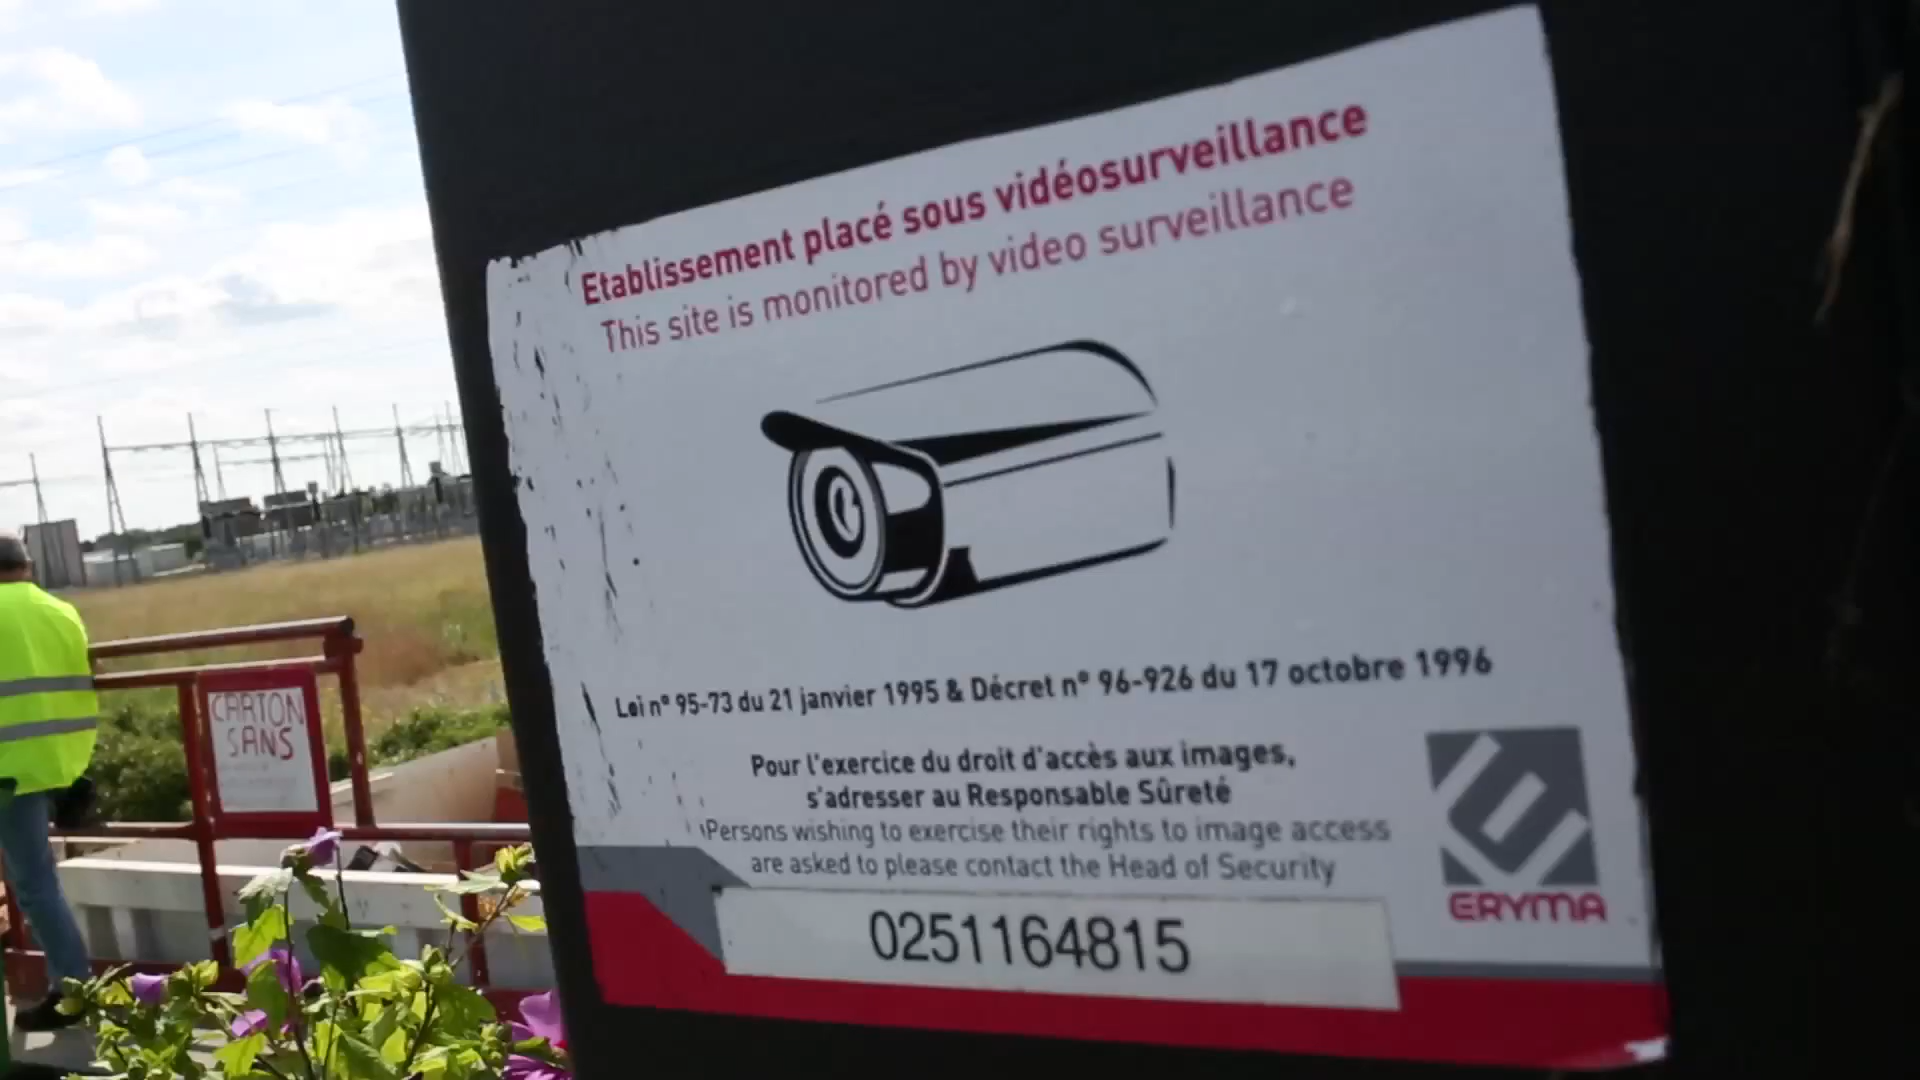 Etablissement placé sous vidéosurveillance
This site is monitored by video surveillance
Loi nº 95-73 du 21 janvier 1995 & Décret nº 96-926 du 17 octobre 1996
Pour l'exercice du droit d'accès aux images,
s'adresser au Responsable Sûreté
Persons wishing to exercise their rights to image access
are asked to please contact the Head of Security
ERYMA
0251164815
CARTON
SANS